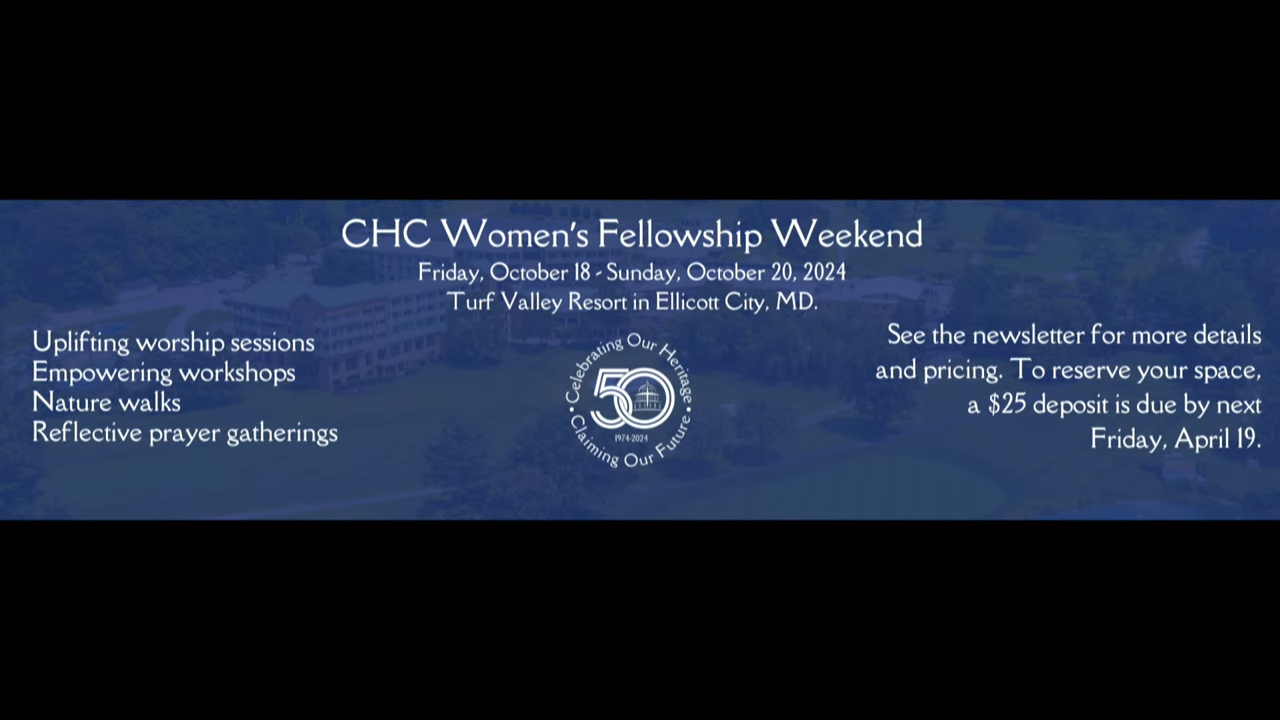 CHC Women's Fellowship Weekend
Friday, October 18 - Sunday, October 20, 2024
Turf Valley Resort in Ellicott City, MD.
Uplifting worship sessions
Empowering workshops
Nature walks
Reflective prayer gatherings
• Celebrating Our Heritage •
50
1974-2024
Claiming Our Future
See the newsletter for more details
and pricing. To reserve your space,
a $25 deposit is due by next
Friday, April 19.